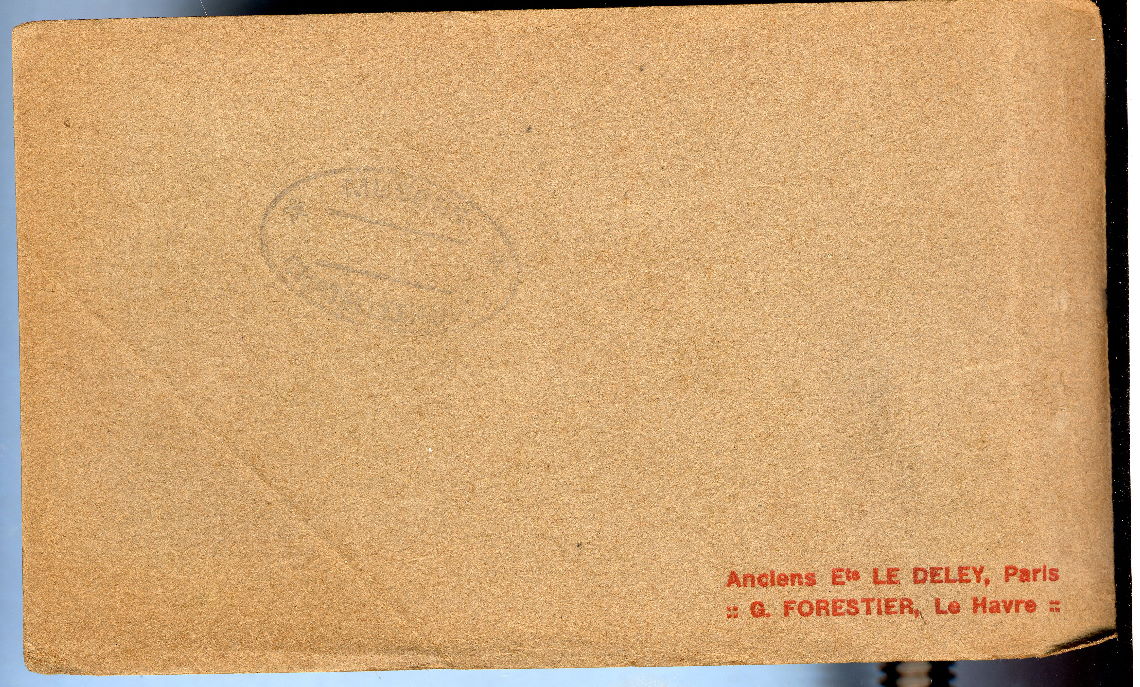 Anciens Ets LE DELEY, Paris
:: G. FORESTIER, Le Havre ::